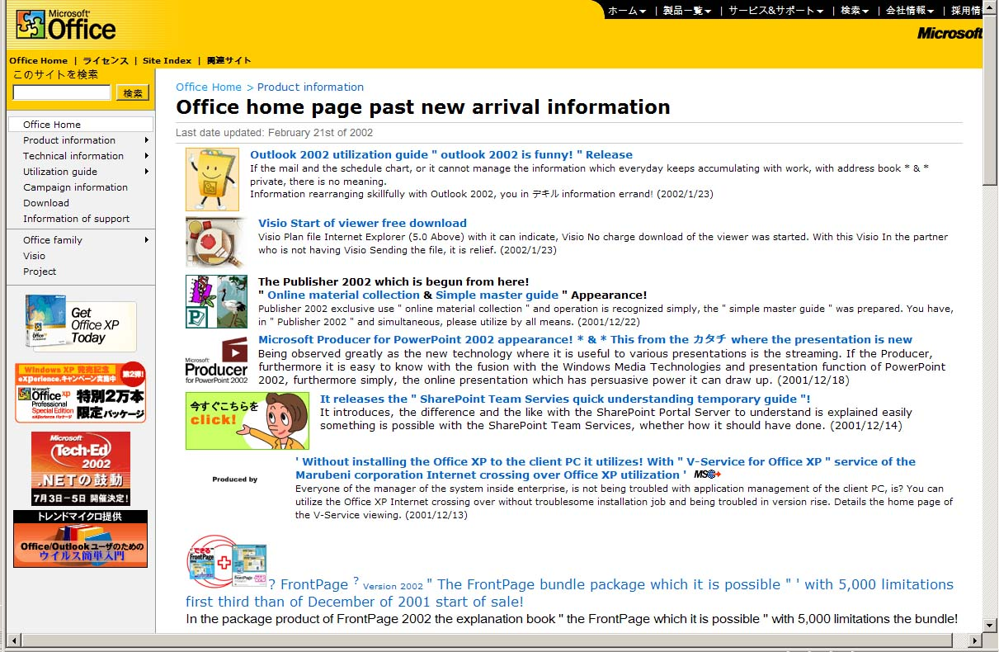 Microsoft
Office
ホーム | 製品一覧 | サービス&サポート | 検索 | 会社情報 | 採用情
Microsoft
Office Home | ライセンス | Site Index | 関連サイト
このサイトを検索
検索
Office Home
Product information
Technical information
Utilization guide
Campaign information
Download
Information of support
Office family
Visio
Project
Get
Office XP
Today
Windows XP 発売記念
eXperience.キャンペーン実施中
第2弾!
Microsoft
Office xp
Professional
Special Edition
特別2万本
限定パッケージ
Microsoft
Tech·Ed
2002
.NETの鼓動
7月3日－5日 開催決定!
トレンドマイクロ提供
Office/Outlookユーザのための
ウイルス簡単入門
Office Home > Product information
Office home page past new arrival information
Last date updated: February 21st of 2002
Outlook 2002 utilization guide " outlook 2002 is funny! " Release
If the mail and the schedule chart, or it cannot manage the information which everyday keeps accumulating with work, with address book * & *
private, there is no meaning.
Information rearranging skillfully with Outlook 2002, you in デキル information errand! (2002/1/23)
Visio Start of viewer free download
Visio Plan file Internet Explorer (5.0 Above) with it can indicate, Visio No charge download of the viewer was started. With this Visio In the partner
who is not having Visio Sending the file, it is relief. (2002/1/23)
The Publisher 2002 which is begun from here!
" Online material collection & Simple master guide " Appearance!
Publisher 2002 exclusive use " online material collection " and operation is recognized simply, the " simple master guide " was prepared. You have,
in " Publisher 2002 " and simultaneous, please utilize by all means. (2001/12/22)
Microsoft
Producer
for PowerPoint 2002
Microsoft Producer for PowerPoint 2002 appearance! * & * This from the カタチ where the presentation is new
Being observed greatly as the new technology where it is useful to various presentations is the streaming. If the Producer,
furthermore it is easy to know with the fusion with the Windows Media Technologies and presentation function of PowerPoint
2002, furthermore simply, the online presentation which has persuasive power it can draw up. (2001/12/18)
今すぐこちらを
click!
It releases the " SharePoint Team Servies quick understanding temporary guide "!
It introduces, the difference and the like with the SharePoint Portal Server to understand is explained easily
something is possible with the SharePoint Team Services, whether how it should have done. (2001/12/14)
Produced by
' Without installing the Office XP to the client PC it utilizes! With " V-Service for Office XP " service of the
Marubeni corporation Internet crossing over Office XP utilization '
Everyone of the manager of the system inside enterprise, is not being troubled with application management of the client PC, is? You can
utilize the Office XP Internet crossing over without troublesome installation job and being troubled in version rise. Details the home page of
the V-Service viewing. (2001/12/13)
? FrontPage ? Version 2002 " The FrontPage bundle package which it is possible " ' with 5,000 limitations
first third than of December of 2001 start of sale!
In the package product of FrontPage 2002 the explanation book " the FrontPage which it is possible " with 5,000 limitations the bundle!